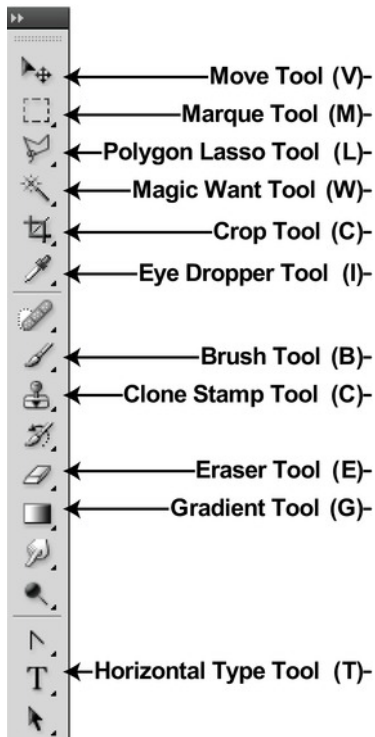 Move Tool (V)-
Marque Tool (M)-
Polygon Lasso Tool (L)-
Magic Want Tool (W)-
Crop Tool (C)-
Eye Dropper Tool (I)-
Brush Tool (B)-
Clone Stamp Tool (C)-
Eraser Tool (E)-
Gradient Tool (G)-
Horizontal Type Tool (T)-